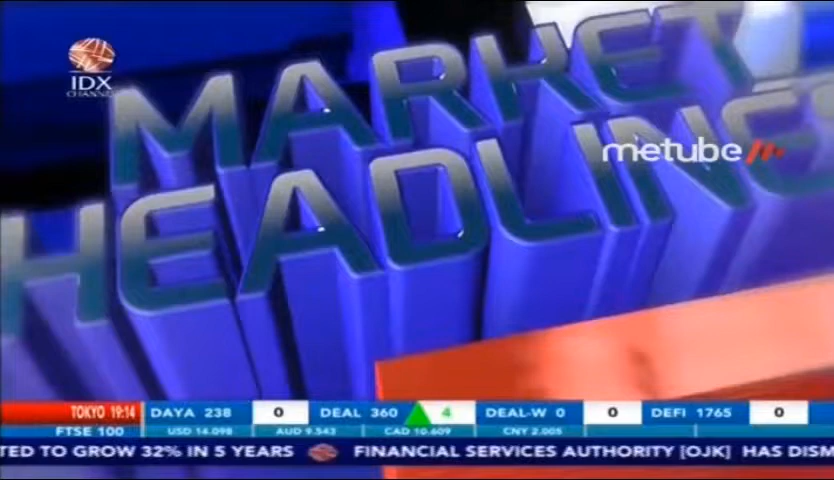 IDX
CHANNEL
MARKET
HEADLINES
metube
TOKYO 19:14 DAYA 238 0 DEAL 360 4 DEAL-W 0 0 DEFI 1765 0
FTSE 100 USD 14.098 AUD 9.543 CAD 10.609 CNY 2.005
TED TO GROW 32% IN 5 YEARS FINANCIAL SERVICES AUTHORITY [OJK] HAS DISM